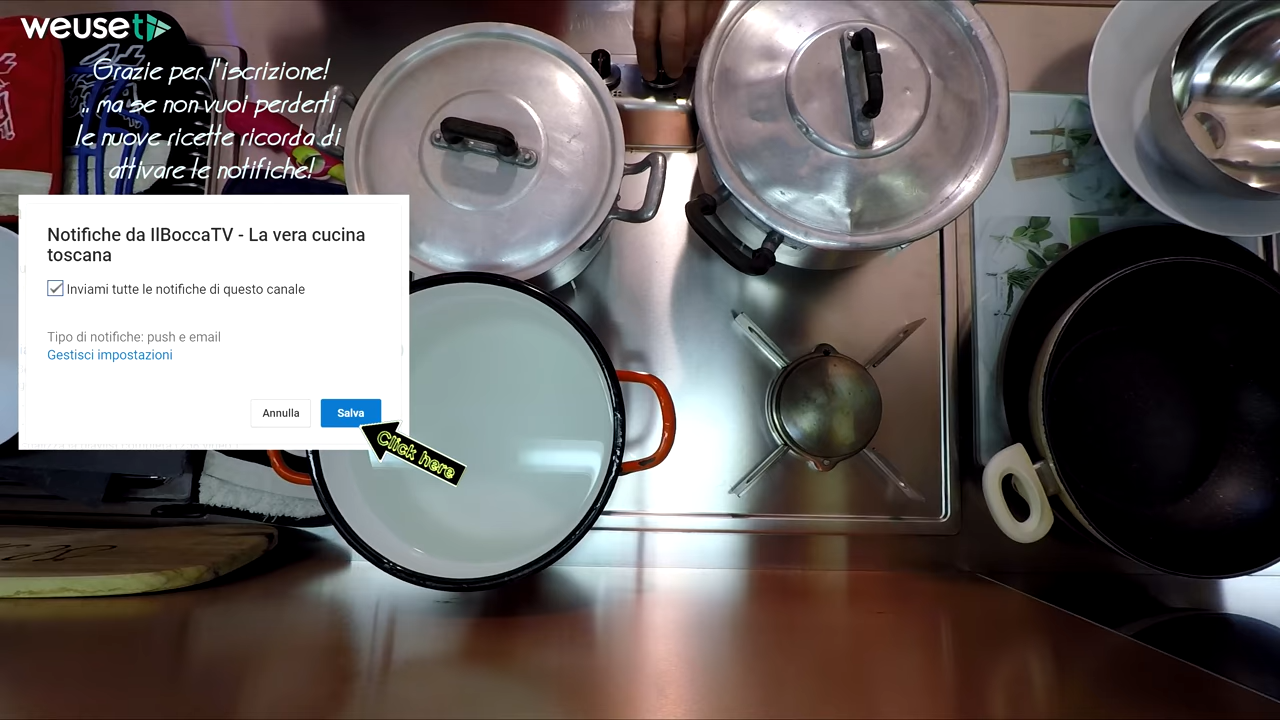 weusetv
Grazie per l'iscrizione!
.. ma se non vuoi perderti
le nuove ricette ricorda di
attivare le notifiche!
Notifiche da IlBoccaTV - La vera cucina
toscana
Inviami tutte le notifiche di questo canale
Tipo di notifiche: push e email
Gestisci impostazioni
Annulla
Salva
Click here